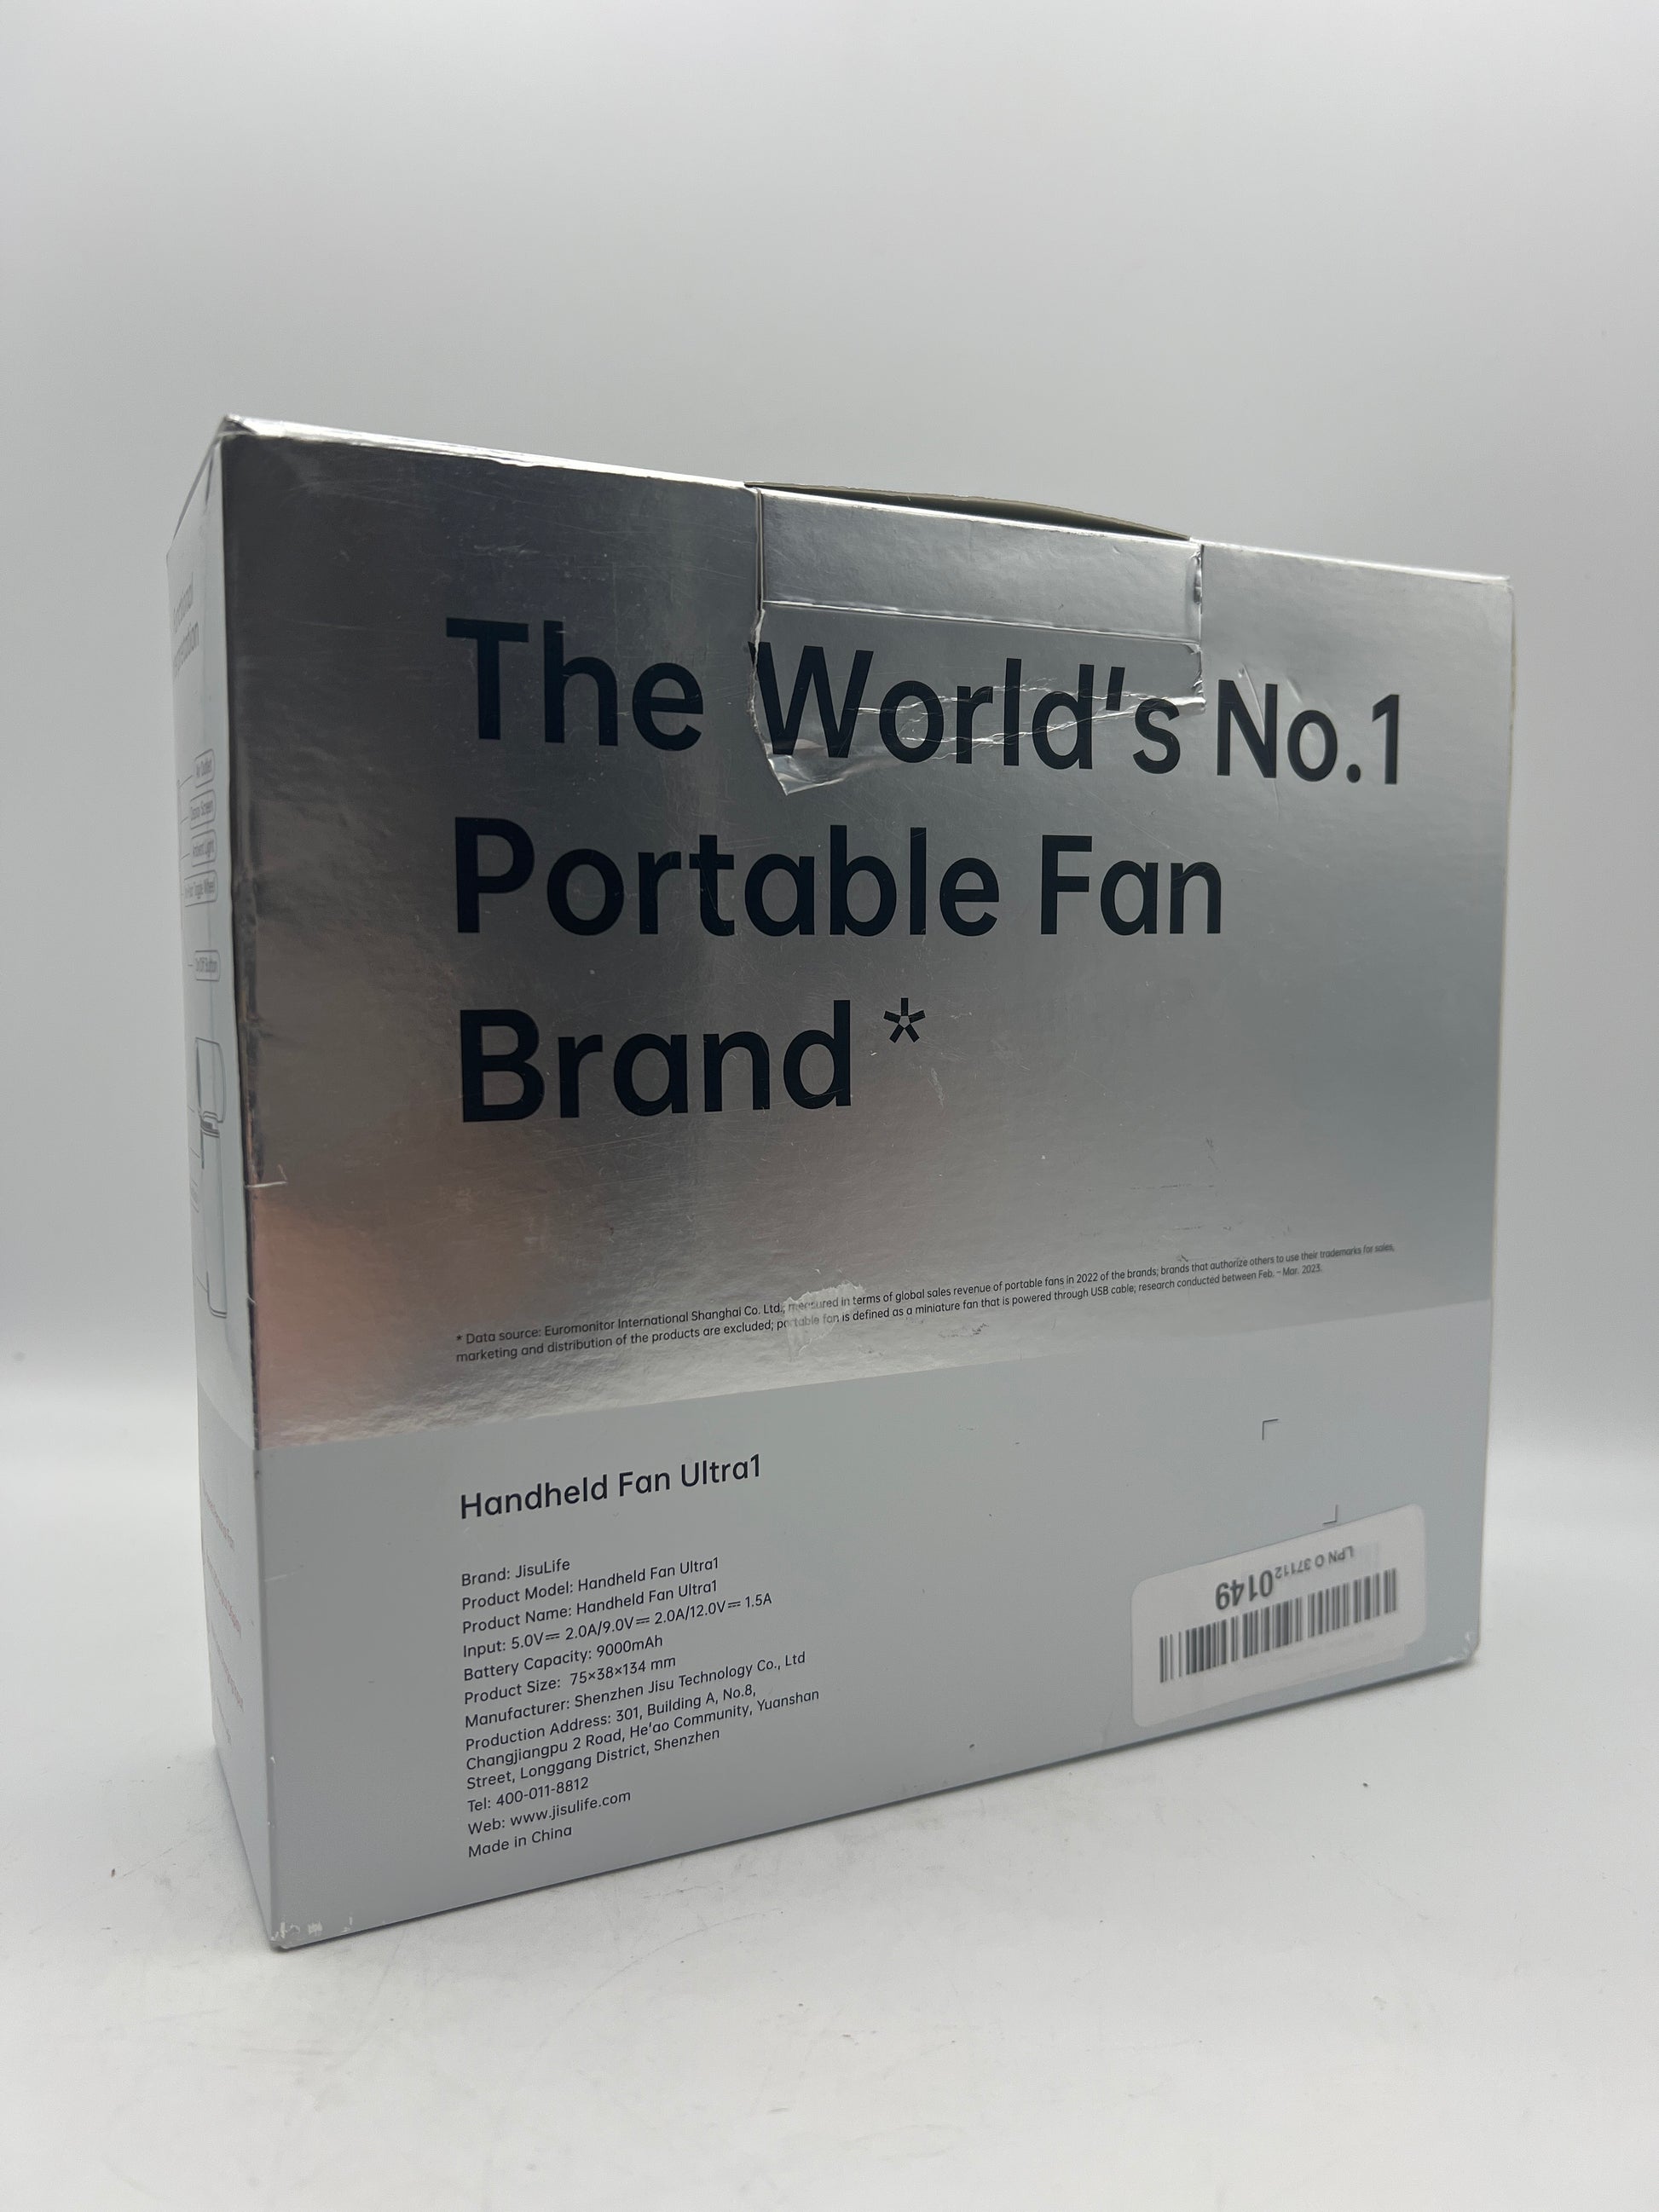 The World's No.1
Portable Fan
Brand*
* Data source: Euromonitor International Shanghai Co. Ltd.; measured in terms of global sales revenue of portable fans in 2022 of the brands; brands that authorize others to use their trademarks for sales,
marketing and distribution of the products are excluded; portable fan is defined as a miniature fan that is powered through USB cable; research conducted between Feb. - Mar. 2023.
Handheld Fan Ultra1
Brand: JisuLife
Product Model: Handheld Fan Ultra1
Product Name: Handheld Fan Ultra1
Input: 5.0V⎓ 2.0A/9.0V⎓ 2.0A/12.0V⎓ 1.5A
Battery Capacity: 9000mAh
Product Size: 75×38×134 mm
Manufacturer: Shenzhen Jisu Technology Co., Ltd
Production Address: 301, Building A, No.8,
Changjiangpu 2 Road, He'ao Community, Yuanshan
Street, Longgang District, Shenzhen
Tel: 400-011-8812
Web: www.jisulife.com
Made in China
LPN O 37112 0149